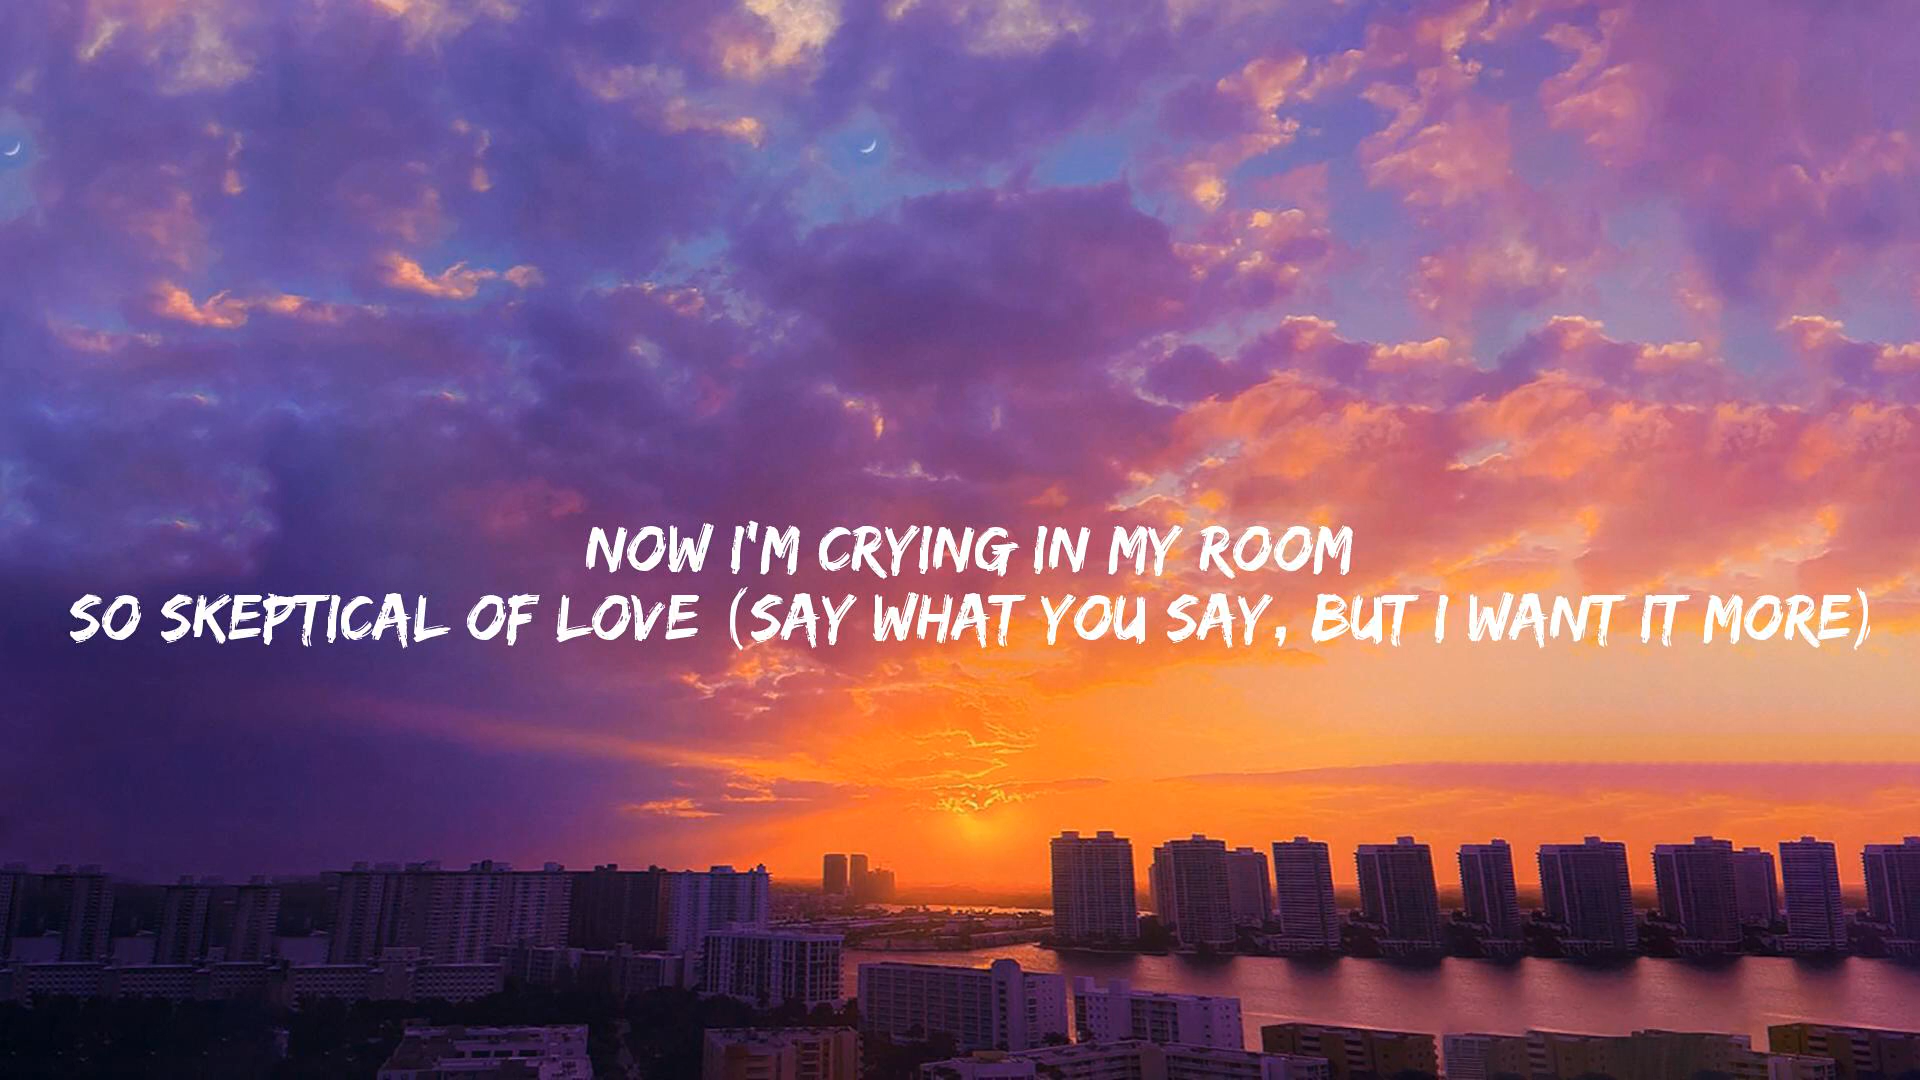 NOW I'M CRYING IN MY ROOM
SO SKEPTICAL OF LOVE (SAY WHAT YOU SAY, BUT I WANT IT MORE)